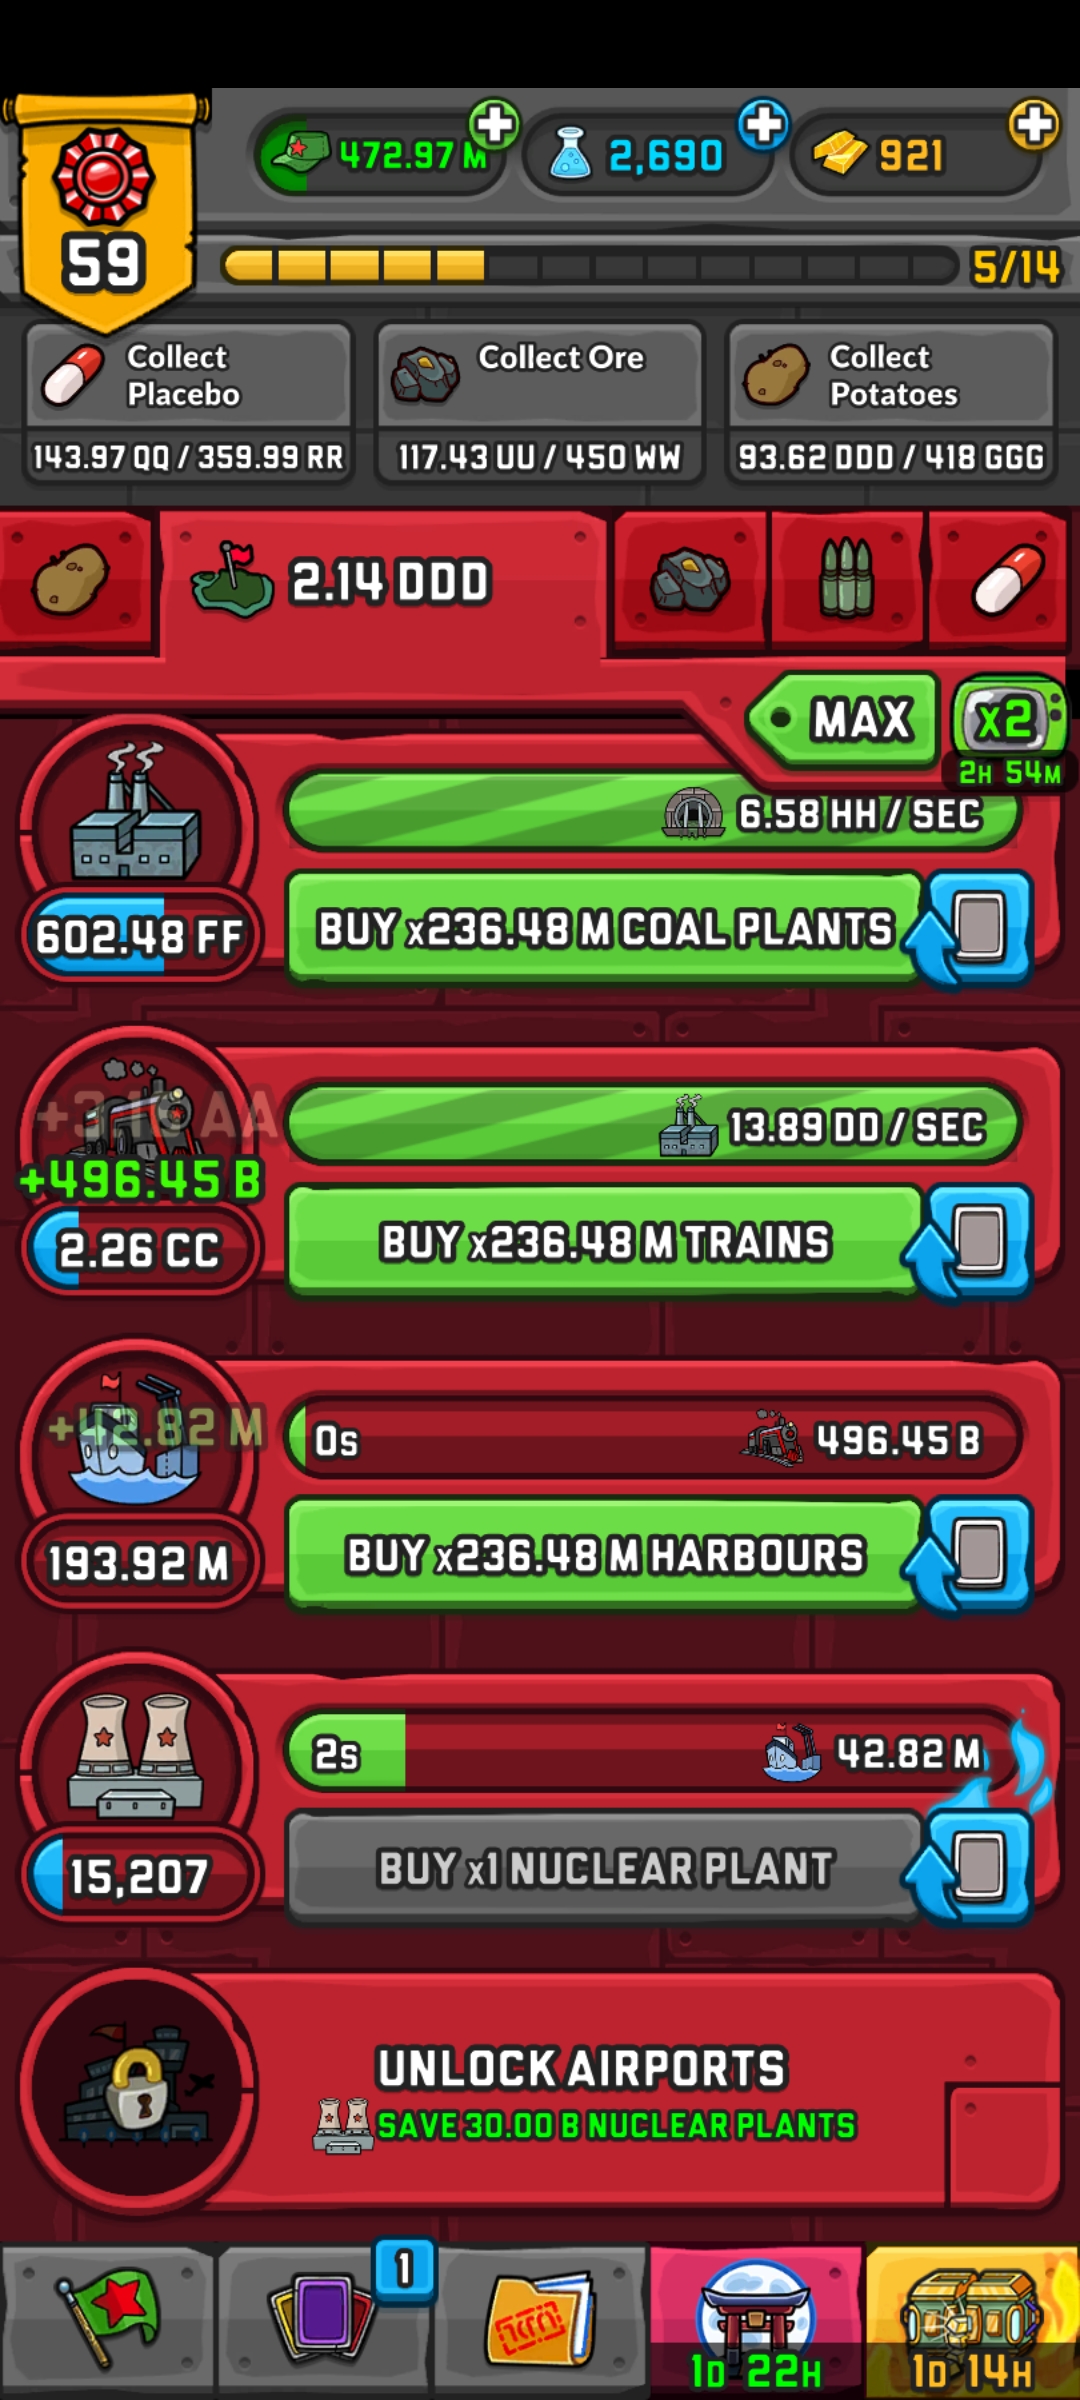 472.97 M
2,690
921
59
5/14
Collect
Placebo
143.97 QQ / 359.99 RR
Collect Ore
117.43 UU / 450 WW
Collect
Potatoes
93.62 DDD / 418 GGG
2.14 DDD
MAX
x2
2H 54M
6.58 HH / SEC
602.48 FF
BUY x236.48 M COAL PLANTS
13.89 DD / SEC
+496.45 B
2.26 CC
BUY x236.48 M TRAINS
+42.82 M
0s
496.45 B
193.92 M
BUY x236.48 M HARBOURS
2s
42.82 M
15,207
BUY x1 NUCLEAR PLANT
UNLOCK AIRPORTS
SAVE 30.00 B NUCLEAR PLANTS
1
1D 22H
1D 14H